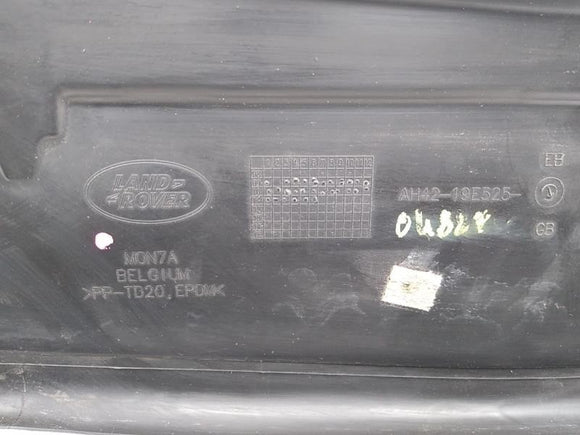 LAND
ROVER
MON7A
BELGIUM
>PP-TD20, EPDM<
AH42-19E525-
EB
CB